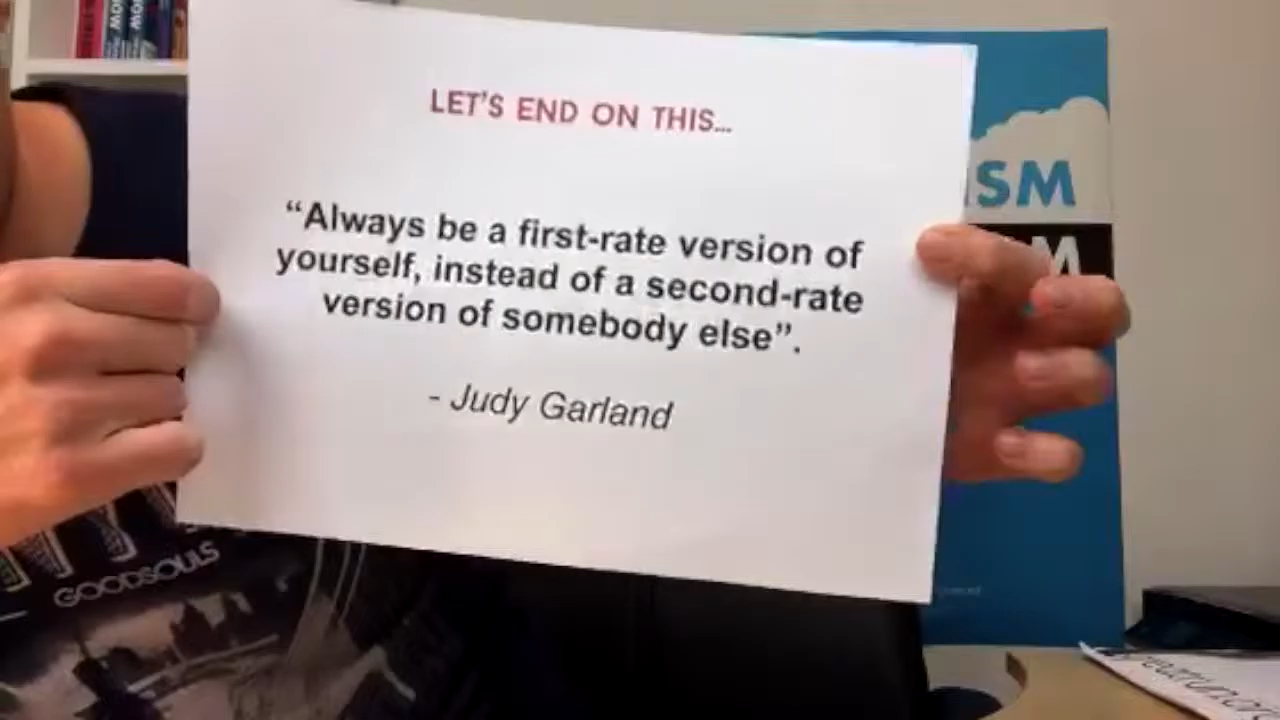 LET'S END ON THIS...
“Always be a first-rate version of
yourself, instead of a second-rate
version of somebody else”.
- Judy Garland
SM
M
GOODSOULS